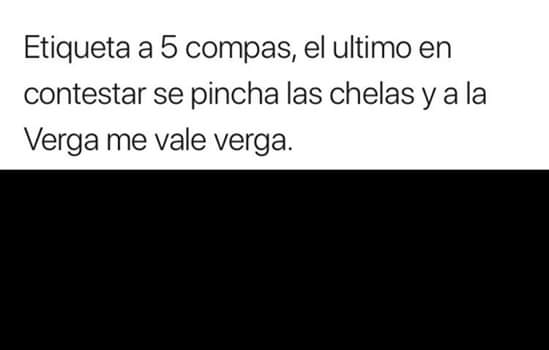 Etiqueta a 5 compas, el ultimo en
contestar se pincha las chelas y a la
Verga me vale verga.